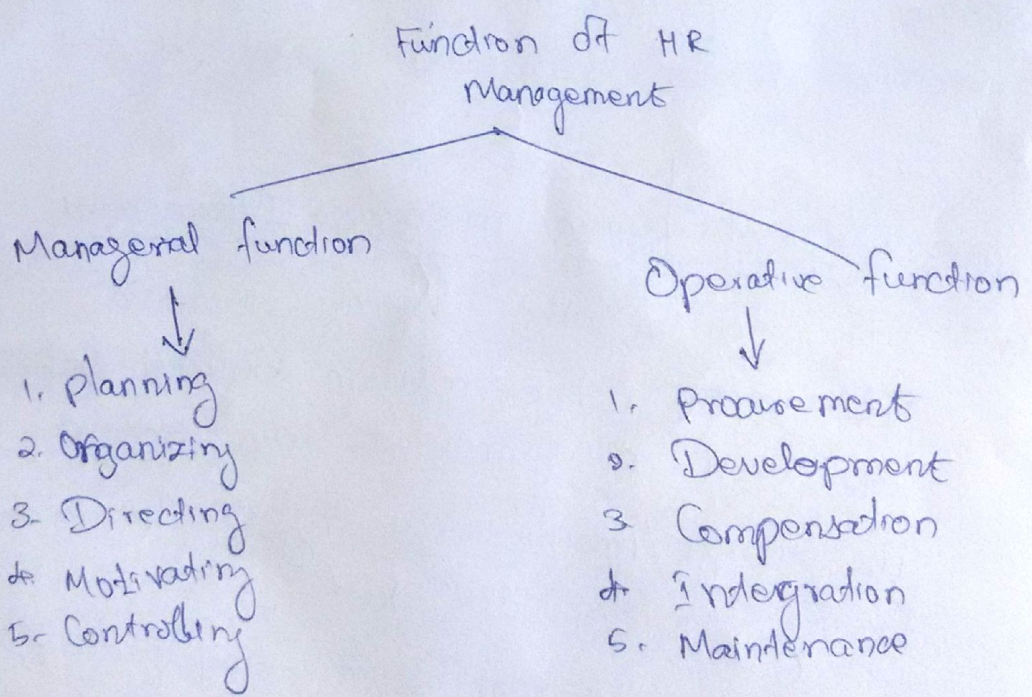 Function of HR
Management
Managerial function
Operative function
1. planning
2. Organizing
3- Directing
4. Motivating
5- Controlling
1. Procurement
2. Development
3 Compensation
4. Intergration
5. Maintenance